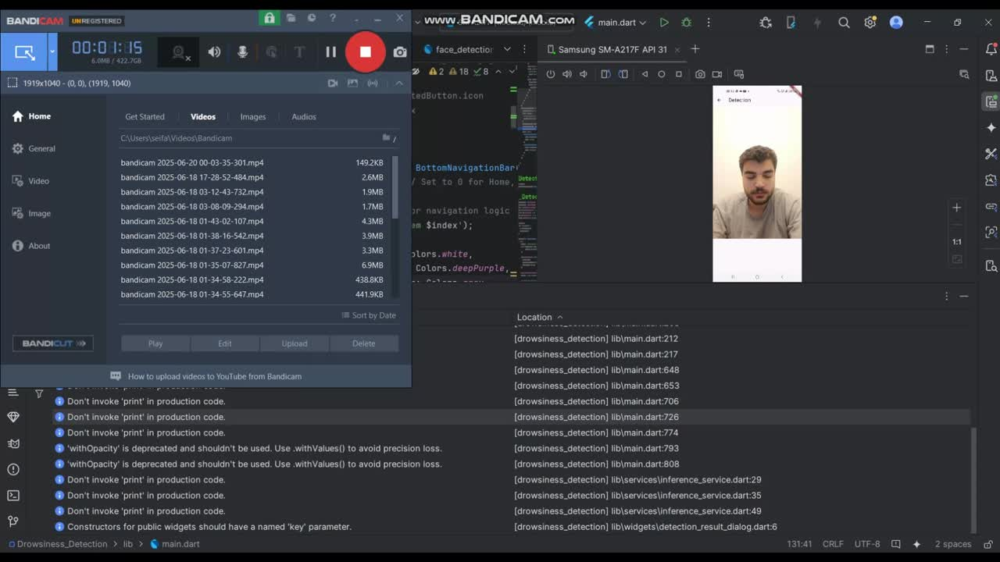 BANDICAM UNREGISTERED
www.BANDICAM.com
main.dart
00:01:15
6.0MB / 422.7GB
face_detection
Samsung SM-A217F API 31
1919x1040 - (0, 0), (1919, 1040)
2 18 8
tedButton.icon
Home
Get Started Videos Images Audios
Detection
C:\Users\seifa\Videos\Bandicam
General
bandicam 2025-06-20 00-03-05-301.mp4 149.2KB
bandicam 2025-06-18 17-28-52-484.mp4 2.6MB
BottomNavigationBar(
/ Set to 0 for Home,
Video
bandicam 2025-06-18 03-12-43-732.mp4 1.9MB
bandicam 2025-06-18 03-08-09-294.mp4 1.7MB
or navigation logic
Image
bandicam 2025-06-18 01-43-02-107.mp4 4.3MB
em $index');
bandicam 2025-06-18 01-38-16-542.mp4 3.9MB
About
1:1
bandicam 2025-06-18 01-37-23-601.mp4 3.3MB
olors.white,
bandicam 2025-06-18 01-35-07-827.mp4 6.9MB
Colors.deepPurple,
bandicam 2025-06-18 01-34-58-222.mp4 438.8KB
bandicam 2025-06-18 01-34-55-647.mp4 441.9KB
Sort by Date
Location
BANDICUT
Play Edit Upload Delete
How to upload videos to YouTube from Bandicam
[drowsiness_detection] lib\main.dart:212
[drowsiness_detection] lib\main.dart:217
[drowsiness_detection] lib\main.dart:648
[drowsiness_detection] lib\main.dart:653
Don't invoke 'print' in production code. [drowsiness_detection] lib\main.dart:706
Don't invoke 'print' in production code. [drowsiness_detection] lib\main.dart:726
Don't invoke 'print' in production code. [drowsiness_detection] lib\main.dart:774
'withOpacity' is deprecated and shouldn't be used. Use .withValues() to avoid precision loss. [drowsiness_detection] lib\main.dart:793
'withOpacity' is deprecated and shouldn't be used. Use .withValues() to avoid precision loss. [drowsiness_detection] lib\main.dart:808
Don't invoke 'print' in production code. [drowsiness_detection] lib\services\inference_service.dart:29
Don't invoke 'print' in production code. [drowsiness_detection] lib\services\inference_service.dart:35
Don't invoke 'print' in production code. [drowsiness_detection] lib\services\inference_service.dart:49
Constructors for public widgets should have a named 'key' parameter. [drowsiness_detection] lib\widgets\detection_result_dialog.dart:6
Drowsiness_Detection > lib > main.dart 131:41 CRLF UTF-8 2 spaces